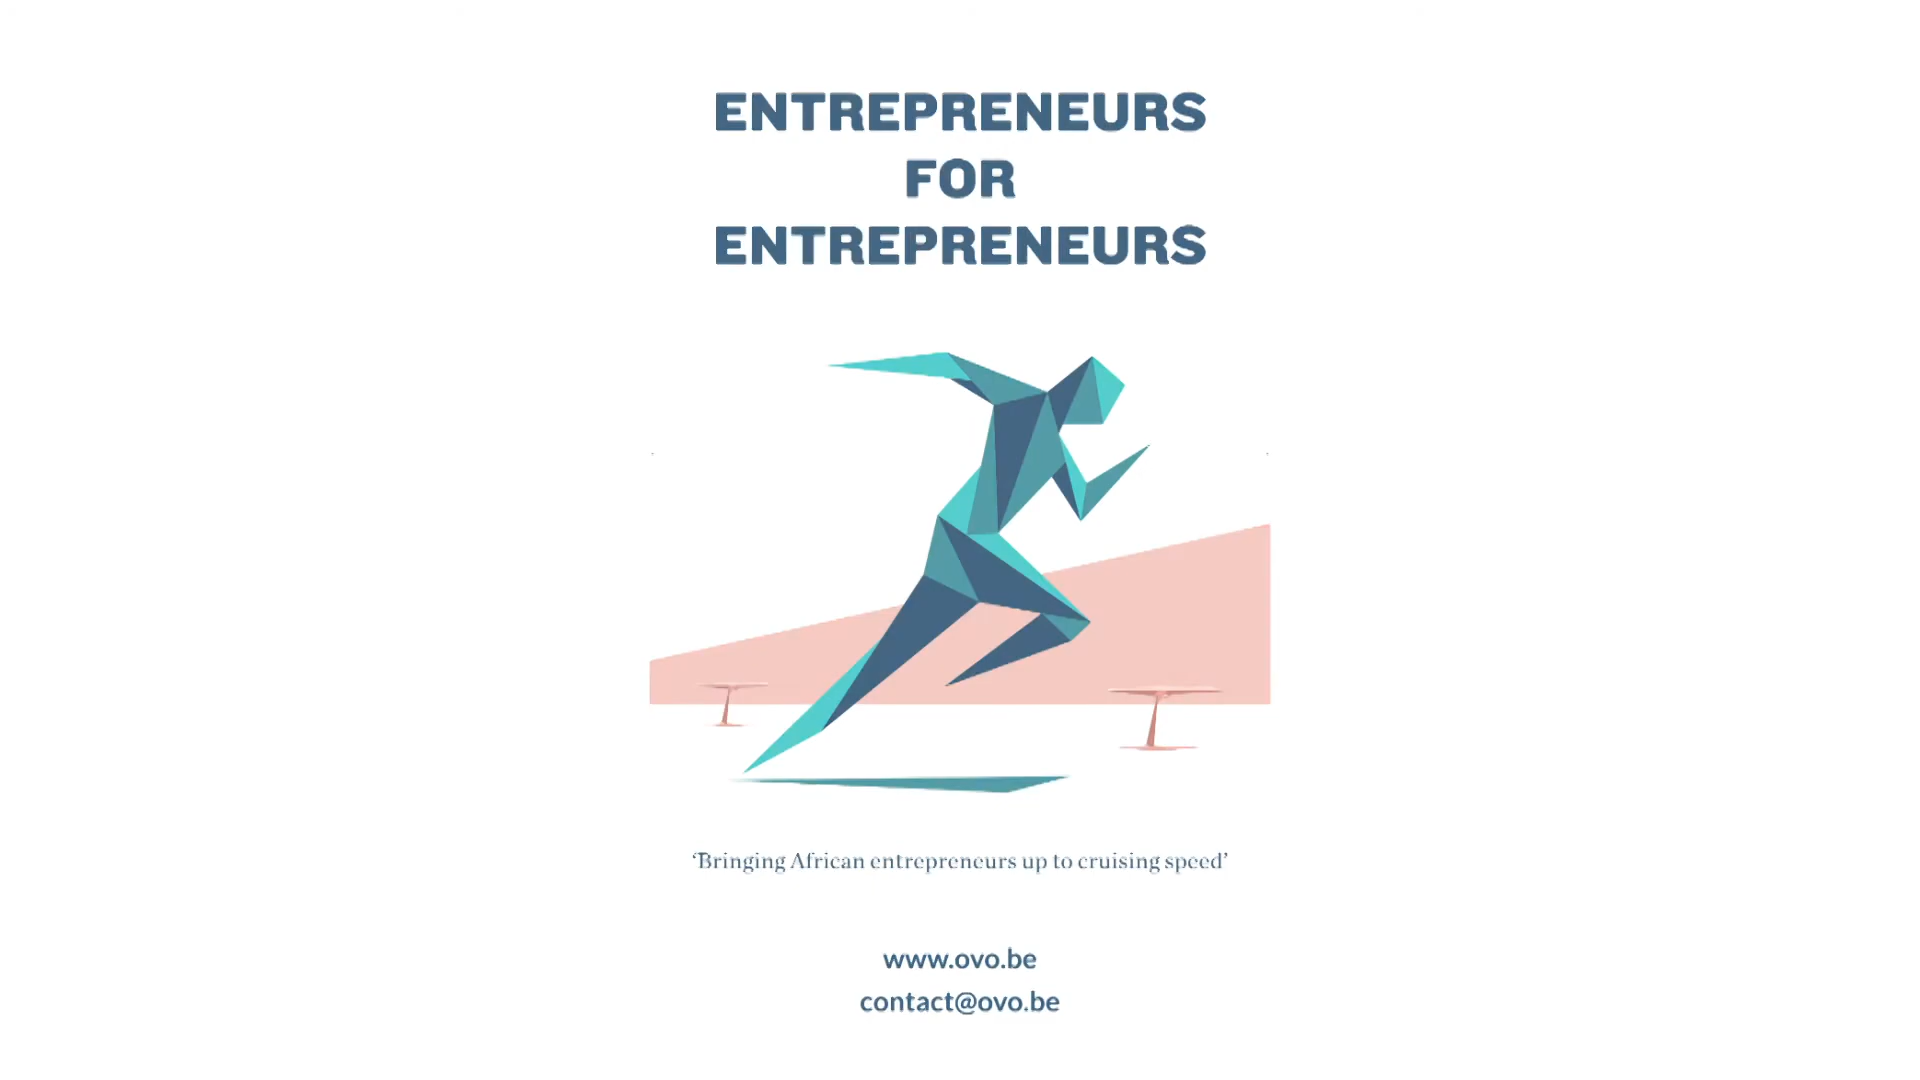 ENTREPRENEURS
FOR
ENTREPRENEURS
‘Bringing African entrepreneurs up to cruising speed’
www.ovo.be
contact@ovo.be